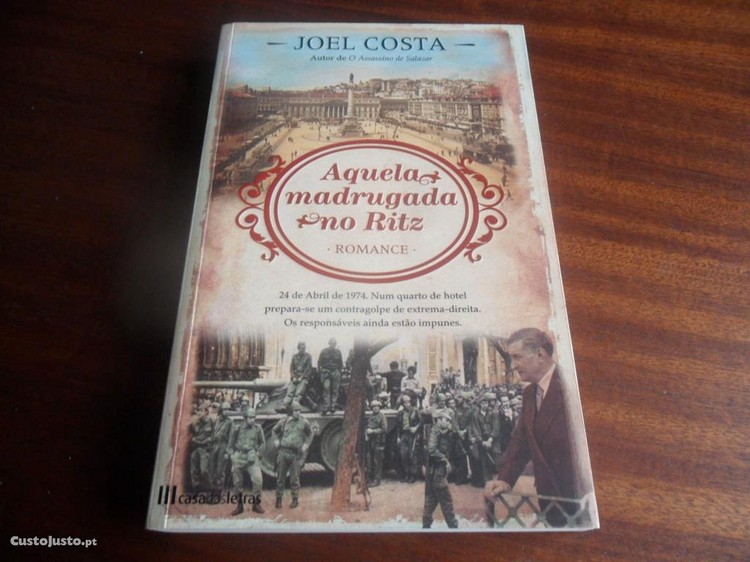 JOEL COSTA
Autor de O Assassino de Salazar
Aquela
madrugada
no Ritz
· ROMANCE ·
24 de Abril de 1974. Num quarto de hotel
prepara-se um contragolpe de extrema-direita.
Os responsáveis ainda estão impunes.
casadasletras
CustoJusto.pt